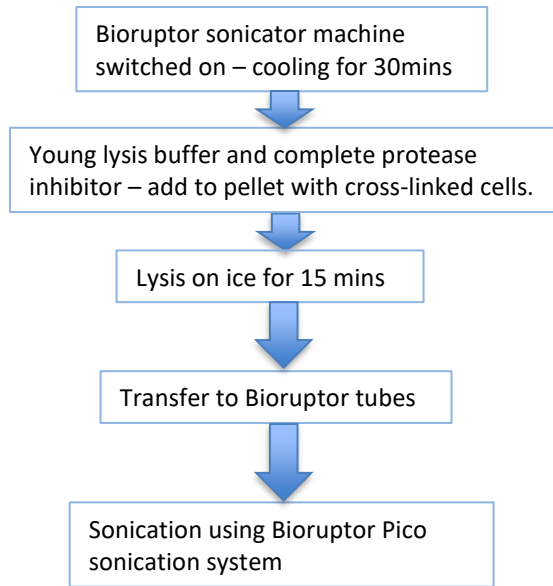 Bioruptor sonicator machine
switched on – cooling for 30mins
Young lysis buffer and complete protease
inhibitor – add to pellet with cross-linked cells.
Lysis on ice for 15 mins
Transfer to Bioruptor tubes
Sonication using Bioruptor Pico
sonication system